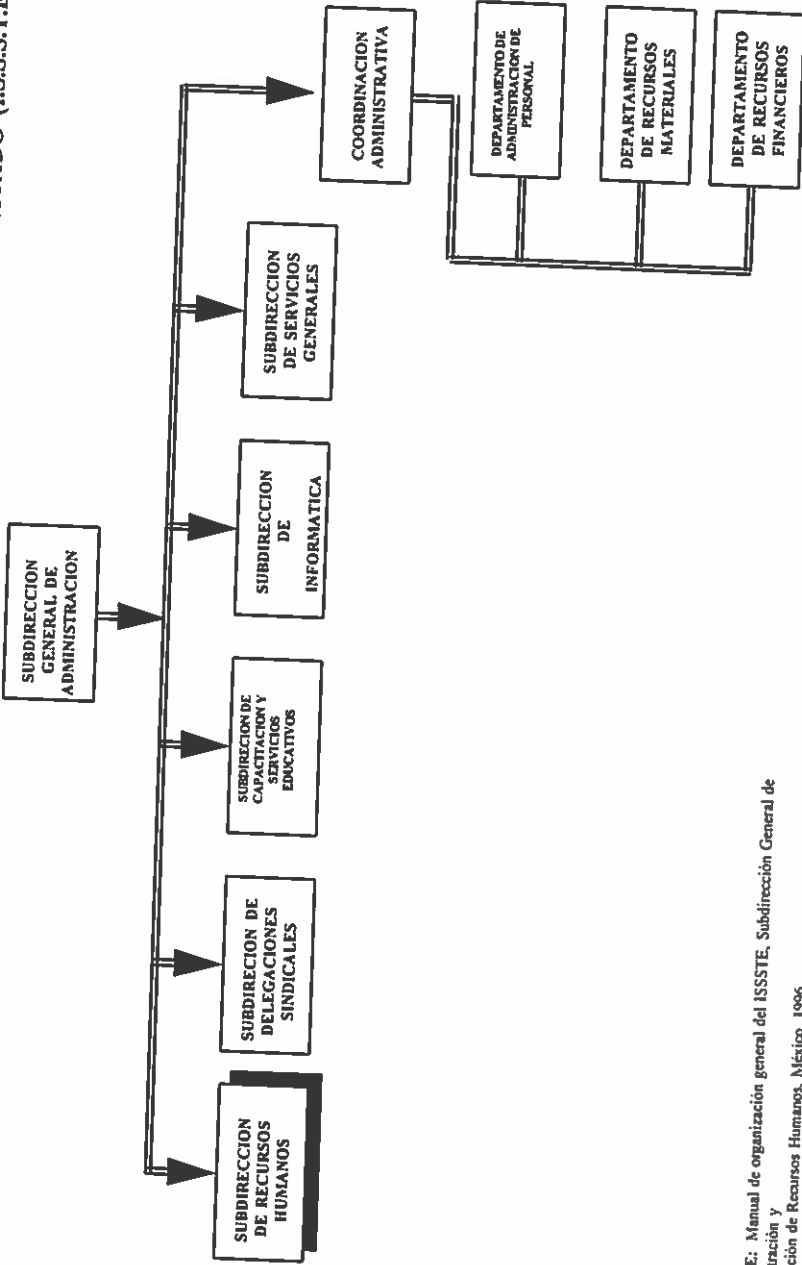 SUBDIRECCION
GENERAL DE
ADMINISTRACION
SUBDIRECCION
DE RECURSOS
HUMANOS
SUBDIRECION DE
DELEGACIONES
SINDICALES
SUBDIRECION DE
CAPACITACION Y
SERVICIOS
EDUCATIVOS
SUBDIRECCION
DE
INFORMATICA
SUBDIRECCION
DE SERVICIOS
GENERALES
COORDINACION
ADMINISTRATIVA
DEPARTAMENTO DE
ADMINISTRACION DE
PERSONAL
DEPARTAMENTO
DE RECURSOS
MATERIALES
DEPARTAMENTO
DE RECURSOS
FINANCIEROS
E: Manual de organización general del ISSSTE, Subdirección General de
ración y
ción de Recursos Humanos, México, 1996